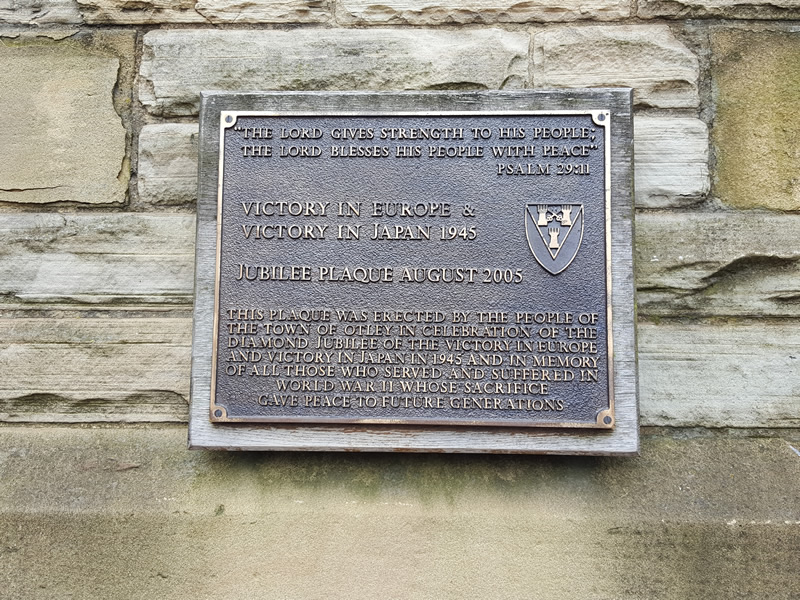 "THE LORD GIVES STRENGTH TO HIS PEOPLE;
THE LORD BLESSES HIS PEOPLE WITH PEACE"
PSALM 29:11
VICTORY IN EUROPE &
VICTORY IN JAPAN 1945
JUBILEE PLAQUE AUGUST 2005
THIS PLAQUE WAS ERECTED BY THE PEOPLE OF
THE TOWN OF OTLEY IN CELEBRATION OF THE
DIAMOND JUBILEE OF THE VICTORY IN EUROPE
AND VICTORY IN JAPAN IN 1945 AND IN MEMORY
OF ALL THOSE WHO SERVED AND SUFFERED IN
WORLD WAR II WHOSE SACRIFICE
GAVE PEACE TO FUTURE GENERATIONS